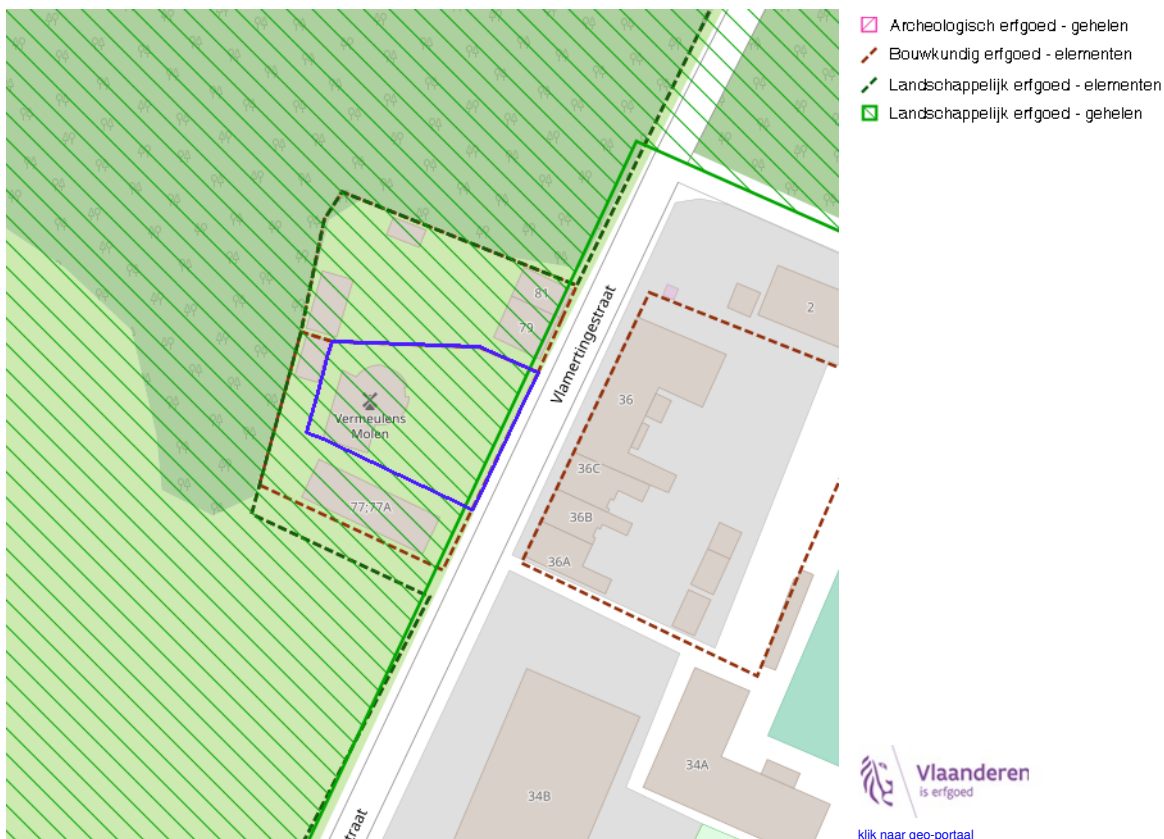 Archeologisch erfgoed - gehelen
Bouwkundig erfgoed - elementen
Landschappelijk erfgoed - elementen
Landschappelijk erfgoed - gehelen
81
79
2
Vlamertingestraat
Vermeulens
Molen
36
36C
77;77A
36B
36A
34A
34B
straat
Vlaanderen
is erfgoed
klik naar geo-portaal